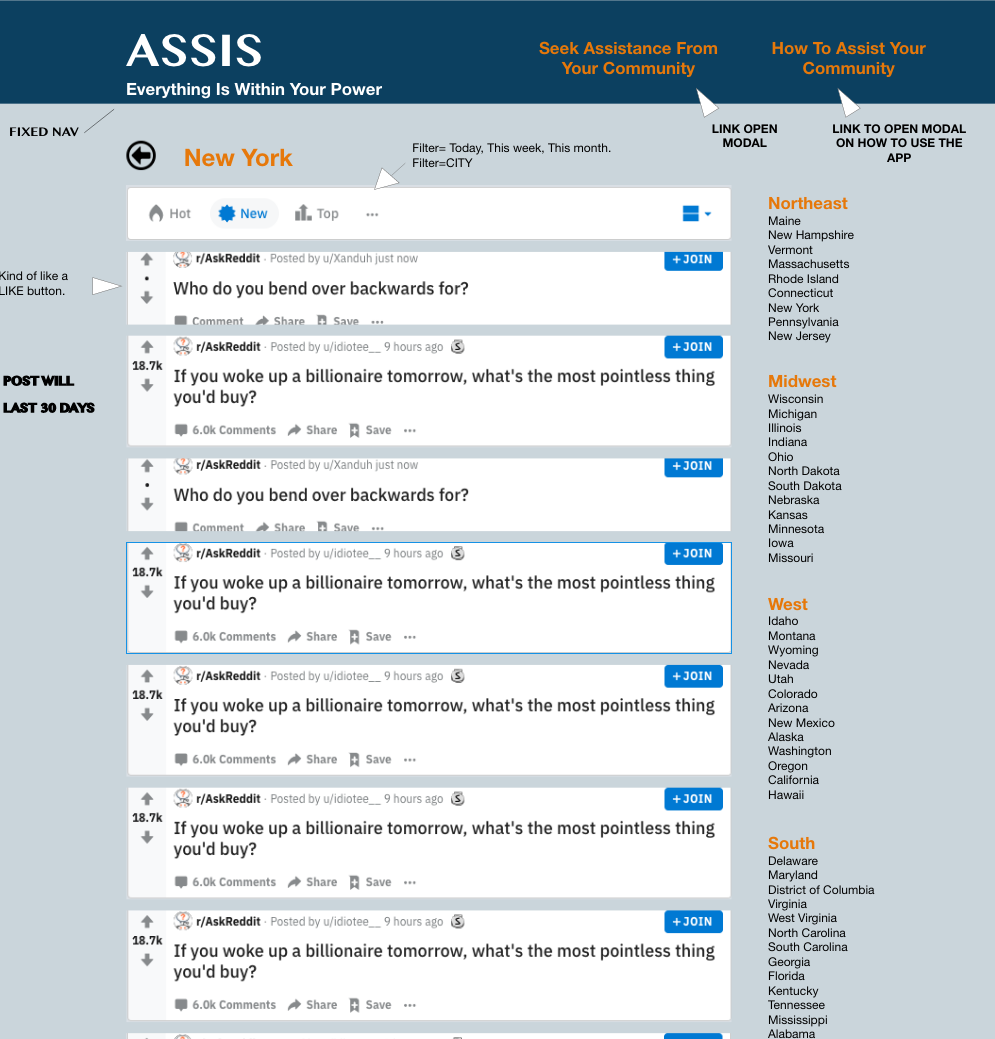 ASSIS
Everything Is Within Your Power
Seek Assistance From
Your Community
How To Assist Your
Community
FIXED NAV
LINK OPEN
MODAL
LINK TO OPEN MODAL
ON HOW TO USE THE
APP
New York
Filter= Today, This week, This month.
Filter=CITY
Hot
New
Top
Kind of like a
LIKE button.
POST WILL
LAST 30 DAYS
r/AskReddit · Posted by u/Xanduh just now
+ JOIN
Who do you bend over backwards for?
Comment Share Save
r/AskReddit · Posted by u/idiotee__ 9 hours ago
+ JOIN
18.7k
If you woke up a billionaire tomorrow, what's the most pointless thing
you'd buy?
6.0k Comments Share Save
r/AskReddit · Posted by u/Xanduh just now
+ JOIN
Who do you bend over backwards for?
Comment Share Save
r/AskReddit · Posted by u/idiotee__ 9 hours ago
+ JOIN
18.7k
If you woke up a billionaire tomorrow, what's the most pointless thing
you'd buy?
6.0k Comments Share Save
r/AskReddit · Posted by u/idiotee__ 9 hours ago
+ JOIN
18.7k
If you woke up a billionaire tomorrow, what's the most pointless thing
you'd buy?
6.0k Comments Share Save
r/AskReddit · Posted by u/idiotee__ 9 hours ago
+ JOIN
18.7k
If you woke up a billionaire tomorrow, what's the most pointless thing
you'd buy?
6.0k Comments Share Save
r/AskReddit · Posted by u/idiotee__ 9 hours ago
+ JOIN
18.7k
If you woke up a billionaire tomorrow, what's the most pointless thing
you'd buy?
6.0k Comments Share Save
Northeast
Maine
New Hampshire
Vermont
Massachusetts
Rhode Island
Connecticut
New York
Pennsylvania
New Jersey
Midwest
Wisconsin
Michigan
Illinois
Indiana
Ohio
North Dakota
South Dakota
Nebraska
Kansas
Minnesota
Iowa
Missouri
West
Idaho
Montana
Wyoming
Nevada
Utah
Colorado
Arizona
New Mexico
Alaska
Washington
Oregon
California
Hawaii
South
Delaware
Maryland
District of Columbia
Virginia
West Virginia
North Carolina
South Carolina
Georgia
Florida
Kentucky
Tennessee
Mississippi
Alabama